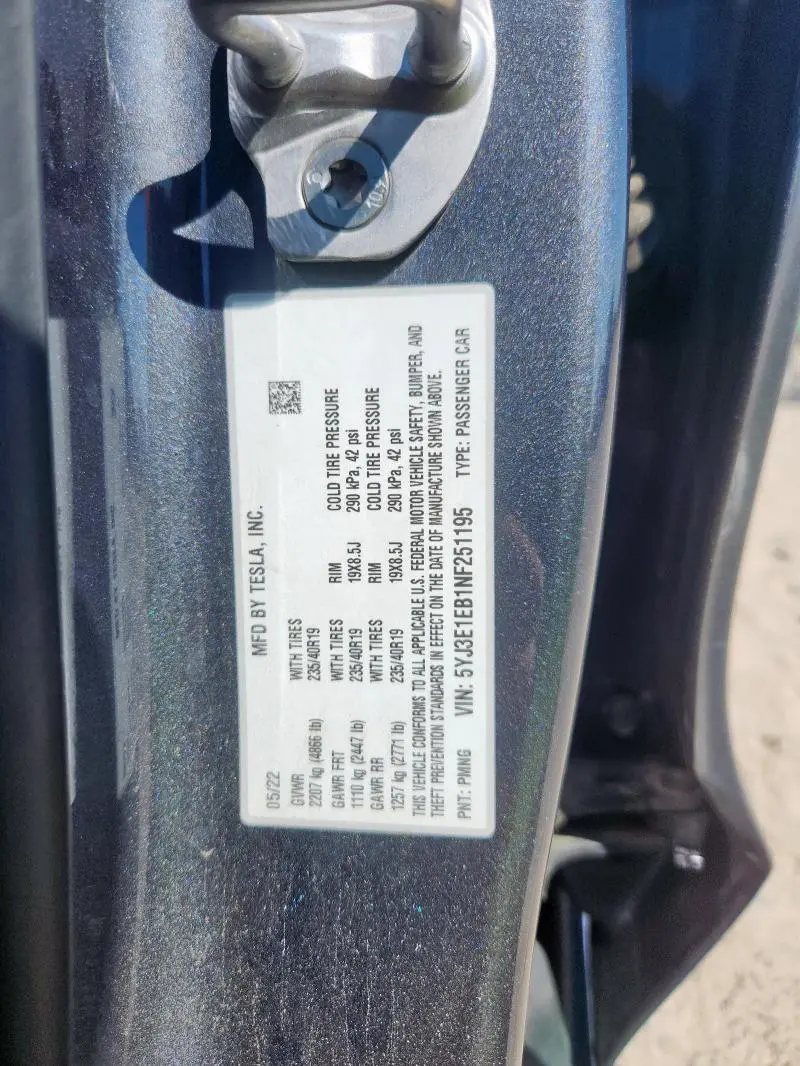 MFD BY TESLA, INC.
05/22
GVWR WITH TIRES
2207 kg (4866 lb) 235/40R19
GAWR FRT WITH TIRES RIM COLD TIRE PRESSURE
1110 kg (2447 lb) 235/40R19 19X8.5J 290 kPa, 42 psi
GAWR RR WITH TIRES RIM COLD TIRE PRESSURE
1257 kg (2771 lb) 235/40R19 19X8.5J 290 kPa, 42 psi
THIS VEHICLE CONFORMS TO ALL APPLICABLE U.S. FEDERAL MOTOR VEHICLE SAFETY, BUMPER, AND
THEFT PREVENTION STANDARDS IN EFFECT ON THE DATE OF MANUFACTURE SHOWN ABOVE.
PNT: PMNG VIN: 5YJ3E1EB1NF251195 TYPE: PASSENGER CAR